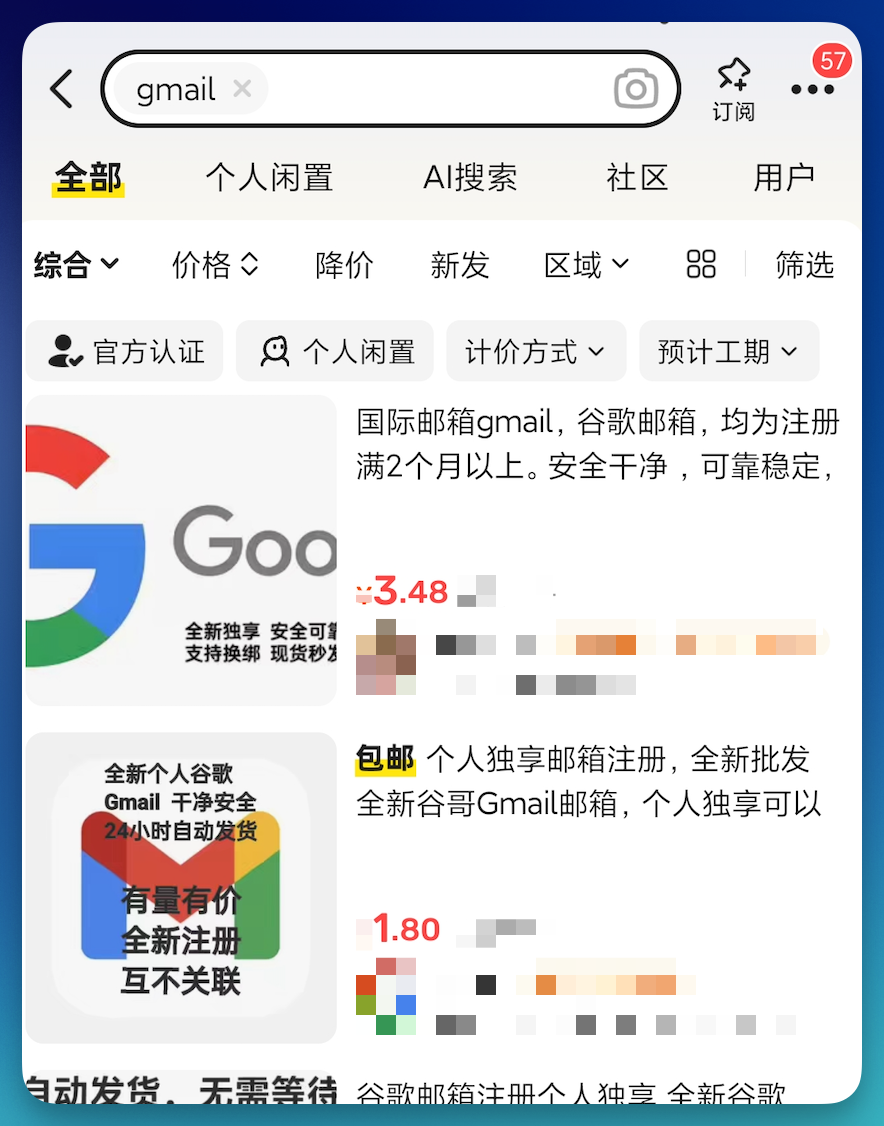 gmail
订阅
57
全部 个人闲置 AI搜索 社区 用户
综合 价格 降价 新发 区域 筛选
官方认证 个人闲置 计价方式 预计工期
Goo
全新独享 安全可靠
支持换绑 现货秒发
国际邮箱gmail，谷歌邮箱，均为注册
满2个月以上。安全干净 ，可靠稳定，
¥3.48
全新个人谷歌
Gmail 干净安全
24小时自动发货
有量有价
全新注册
互不关联
包邮 个人独享邮箱注册，全新批发
全新谷哥Gmail邮箱，个人独享可以
1.80
自动发货，无需等待
谷歌邮箱注册个人独享 全新谷歌